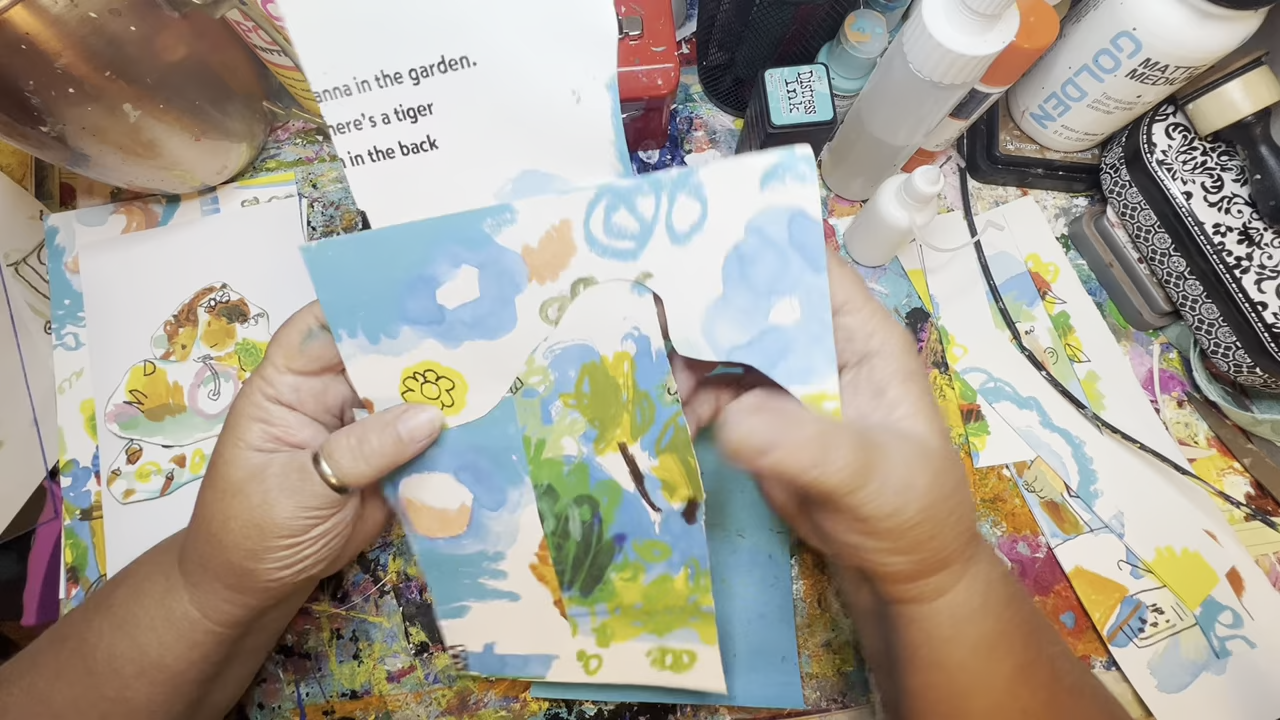 anna in the garden.
here's a tiger
in the back
Distress
Ink
GOLDEN
MATTE
MEDIUM